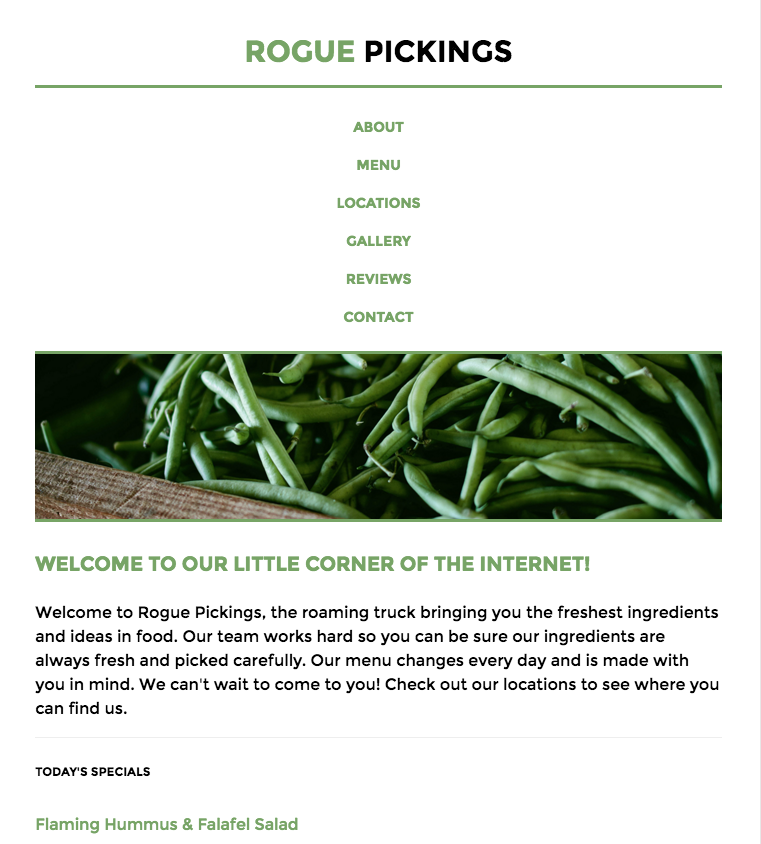 ROGUE PICKINGS
ABOUT
MENU
LOCATIONS
GALLERY
REVIEWS
CONTACT
WELCOME TO OUR LITTLE CORNER OF THE INTERNET!
Welcome to Rogue Pickings, the roaming truck bringing you the freshest ingredients
and ideas in food. Our team works hard so you can be sure our ingredients are
always fresh and picked carefully. Our menu changes every day and is made with
you in mind. We can't wait to come to you! Check out our locations to see where you
can find us.
TODAY'S SPECIALS
Flaming Hummus & Falafel Salad